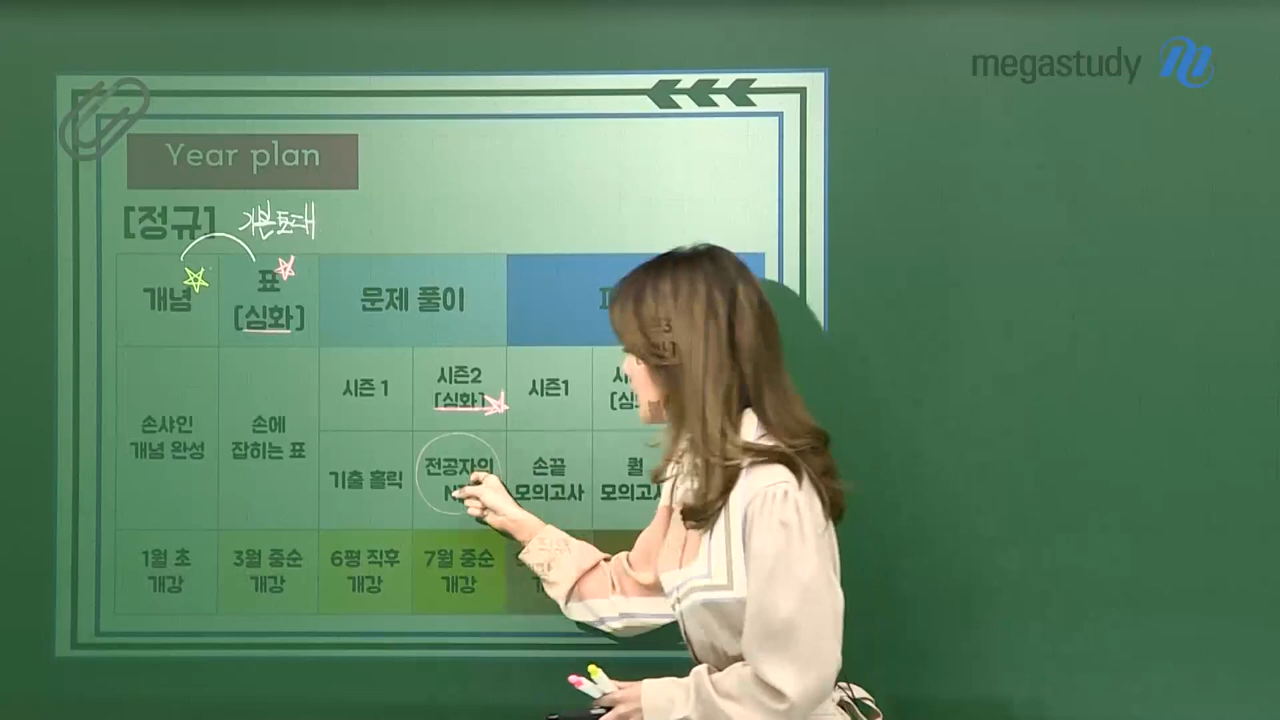 megastudy
Year plan
[정규] 기본토대
개념
표
[심화]
문제 풀이
손샤인
개념 완성
손에
잡히는 표
시즌 1
시즌2
[심화]
시즌1
기출 홀릭
전공자의
손끝
모의고사
퀄
모의고사
1월 초
개강
3월 중순
개강
6평 직후
개강
7월 중순
개강